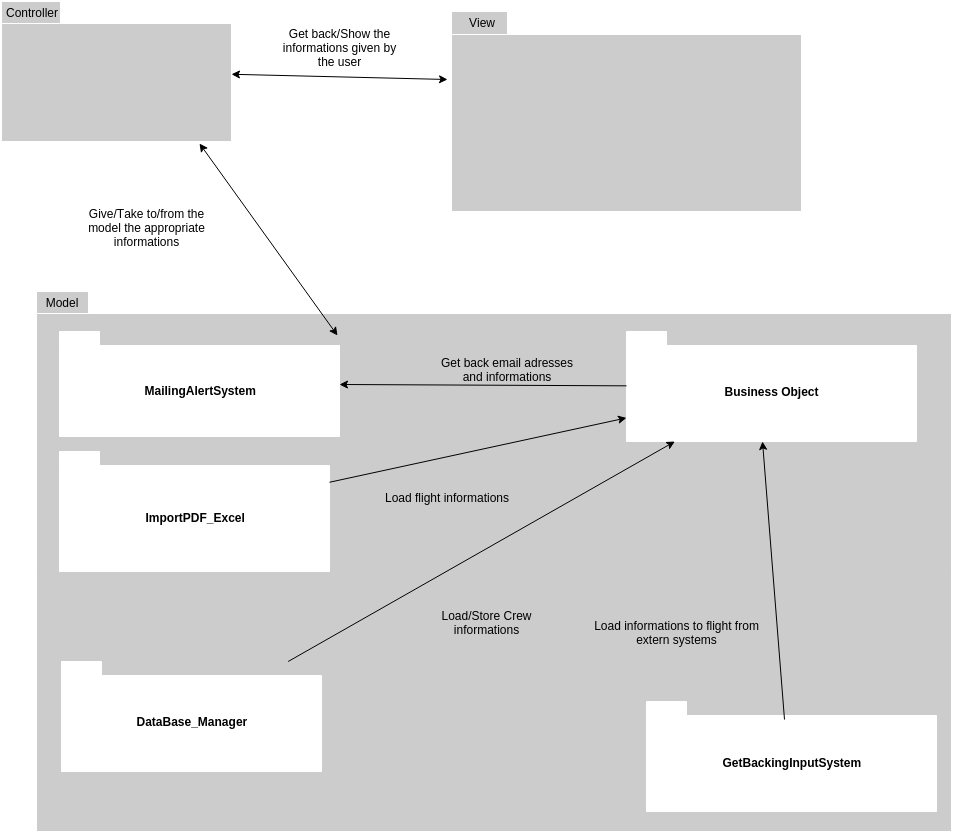 Controller
View
Get back/Show the
informations given by
the user
Give/Take to/from the
model the appropriate
informations
Model
MailingAlertSystem
Get back email adresses
and informations
Business Object
ImportPDF_Excel
Load flight informations
Load/Store Crew
informations
Load informations to flight from
extern systems
DataBase_Manager
GetBackingInputSystem